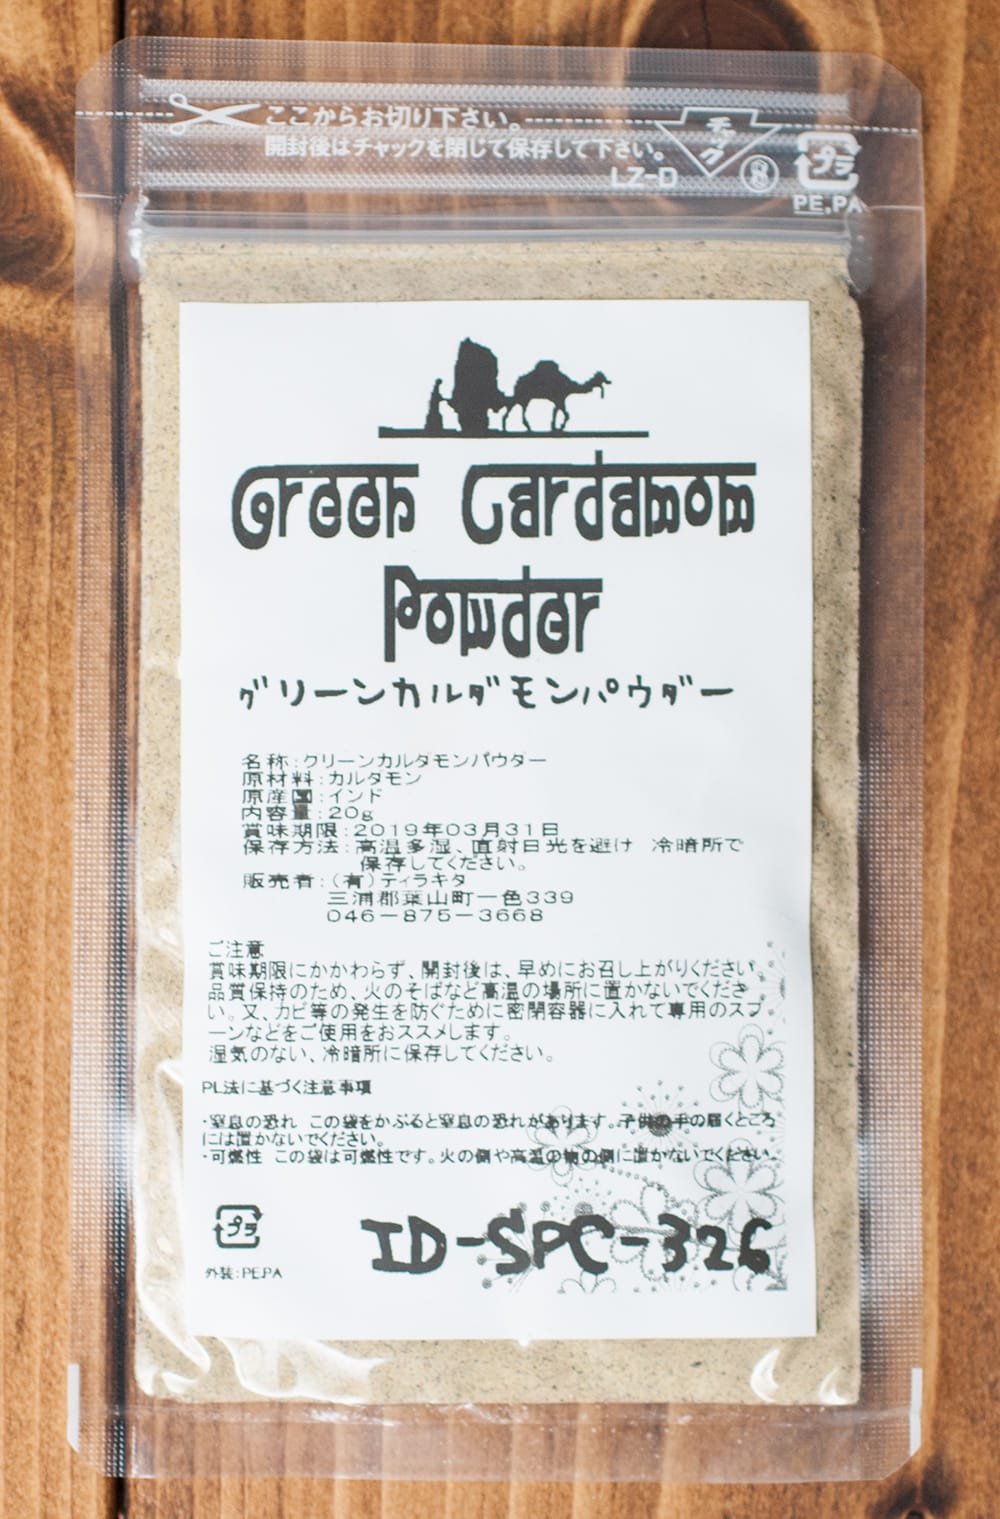 ここからお切り下さい。
開封後はチャックを閉じて保存して下さい。
チャック
LZ-D
プラ
PE,PA
Green Cardamom
Powder
グリーンカルダモンパウダー
名称:グリーンカルダモンパウダー
原材料:カルダモン
原産国:インド
内容量:20g
賞味期限:2019年03月31日
保存方法:高温多湿、直射日光を避け 冷暗所で
保存してください。
販売者:(有)ティラキタ
三浦郡葉山町一色339
046-875-3668
ご注意
賞味期限にかかわらず、開封後は、早めにお召し上がりください。
品質保持のため、火のそばなど高温の場所に置かないでくださ
い。又、カビ等の発生を防ぐために密閉容器に入れて専用のスプ
ーンなどをご使用をおススメします。
湿気のない、冷暗所に保存してください。
PL法に基づく注意事項
・窒息の恐れ この袋をかぶると窒息の恐れがあります。子供の手の届くところ
には置かないでください。
・可燃性 この袋は可燃性です。火の側や高温の物の側に置かないでください。
プラ
外装:PE,PA
ID-SPC-326